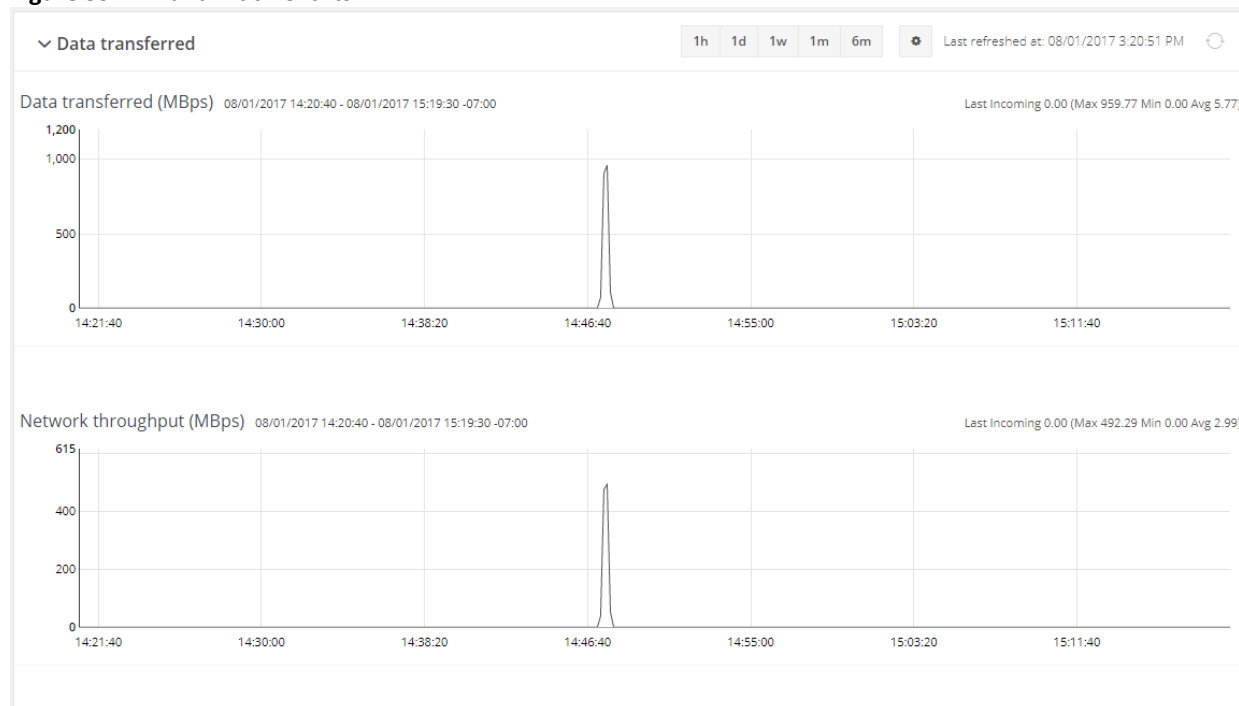 Data transferred
1h 1d 1w 1m 6m Last refreshed at: 08/01/2017 3:20:51 PM
Data transferred (MBps) 08/01/2017 14:20:40 - 08/01/2017 15:19:30 -07:00
Last Incoming 0.00 (Max 959.77 Min 0.00 Avg 5.77)
1,200
1,000
500
0
14:21:40 14:30:00 14:38:20 14:46:40 14:55:00 15:03:20 15:11:40
Network throughput (MBps) 08/01/2017 14:20:40 - 08/01/2017 15:19:30 -07:00
Last Incoming 0.00 (Max 492.29 Min 0.00 Avg 2.99)
615
400
200
0
14:21:40 14:30:00 14:38:20 14:46:40 14:55:00 15:03:20 15:11:40